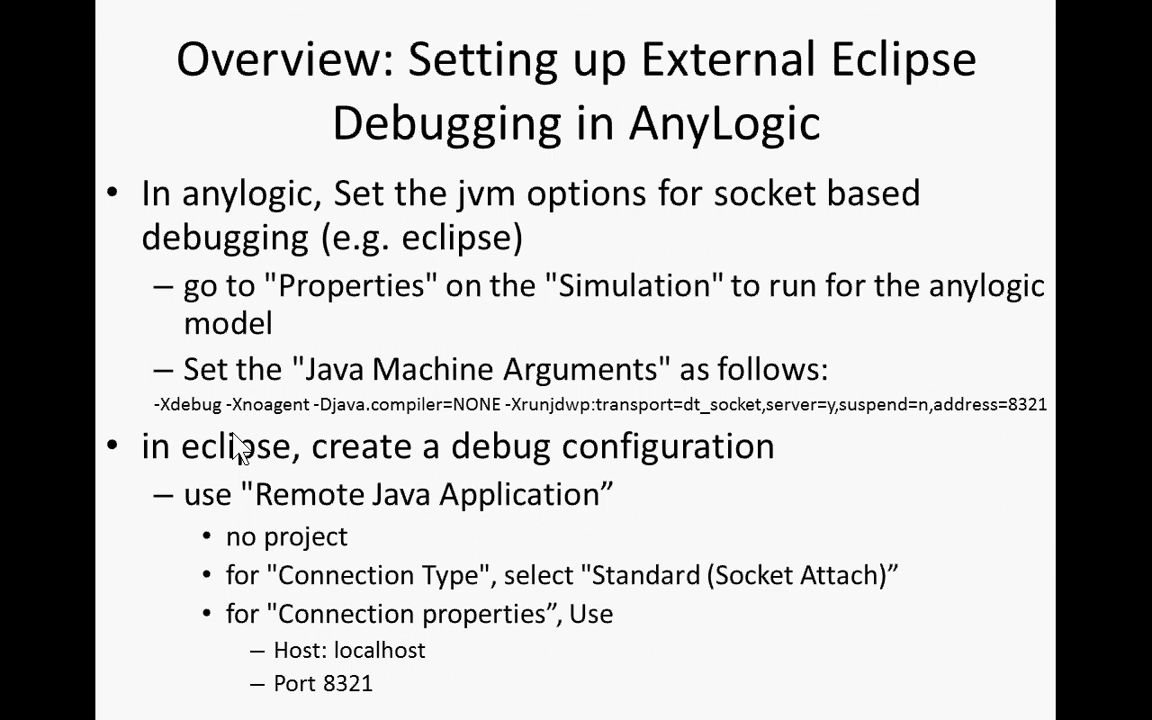 Overview: Setting up External Eclipse
Debugging in AnyLogic
• In anylogic, Set the jvm options for socket based
debugging (e.g. eclipse)
– go to "Properties" on the "Simulation" to run for the anylogic
model
– Set the "Java Machine Arguments" as follows:
-Xdebug -Xnoagent -Djava.compiler=NONE -Xrunjdwp:transport=dt_socket,server=y,suspend=n,address=8321
• in eclipse, create a debug configuration
– use "Remote Java Application”
• no project
• for "Connection Type", select "Standard (Socket Attach)”
• for "Connection properties”, Use
– Host: localhost
– Port 8321